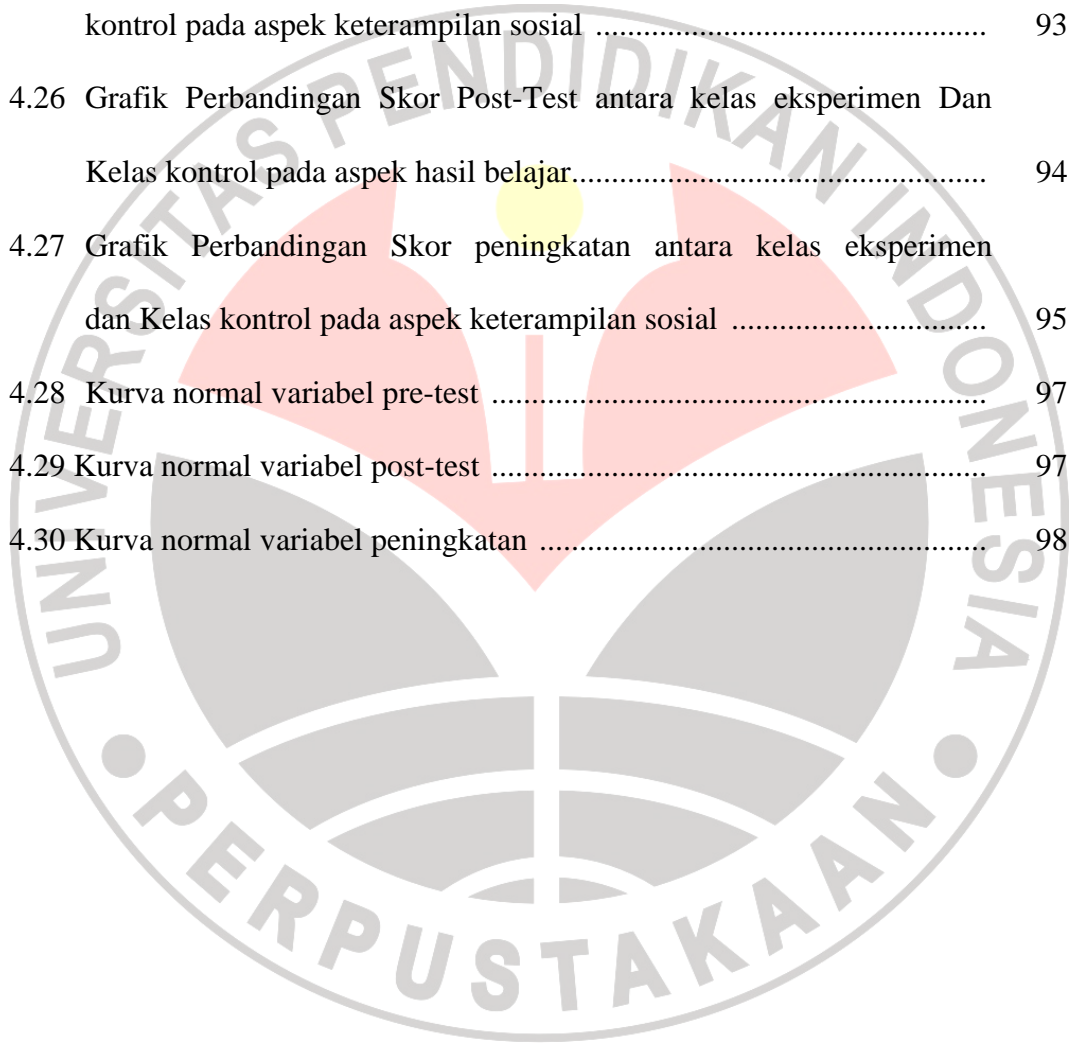 kontrol pada aspek keterampilan sosial ................................................ 93
4.26 Grafik Perbandingan Skor Post-Test antara kelas eksperimen Dan
Kelas kontrol pada aspek hasil belajar................................................... 94
4.27 Grafik Perbandingan Skor peningkatan antara kelas eksperimen
dan Kelas kontrol pada aspek keterampilan sosial ............................... 95
4.28 Kurva normal variabel pre-test ............................................................. 97
4.29 Kurva normal variabel post-test ............................................................. 97
4.30 Kurva normal variabel peningkatan ....................................................... 98
UNIVERSITAS PENDIDIKAN INDONESIA
PERPUSTAKAAN